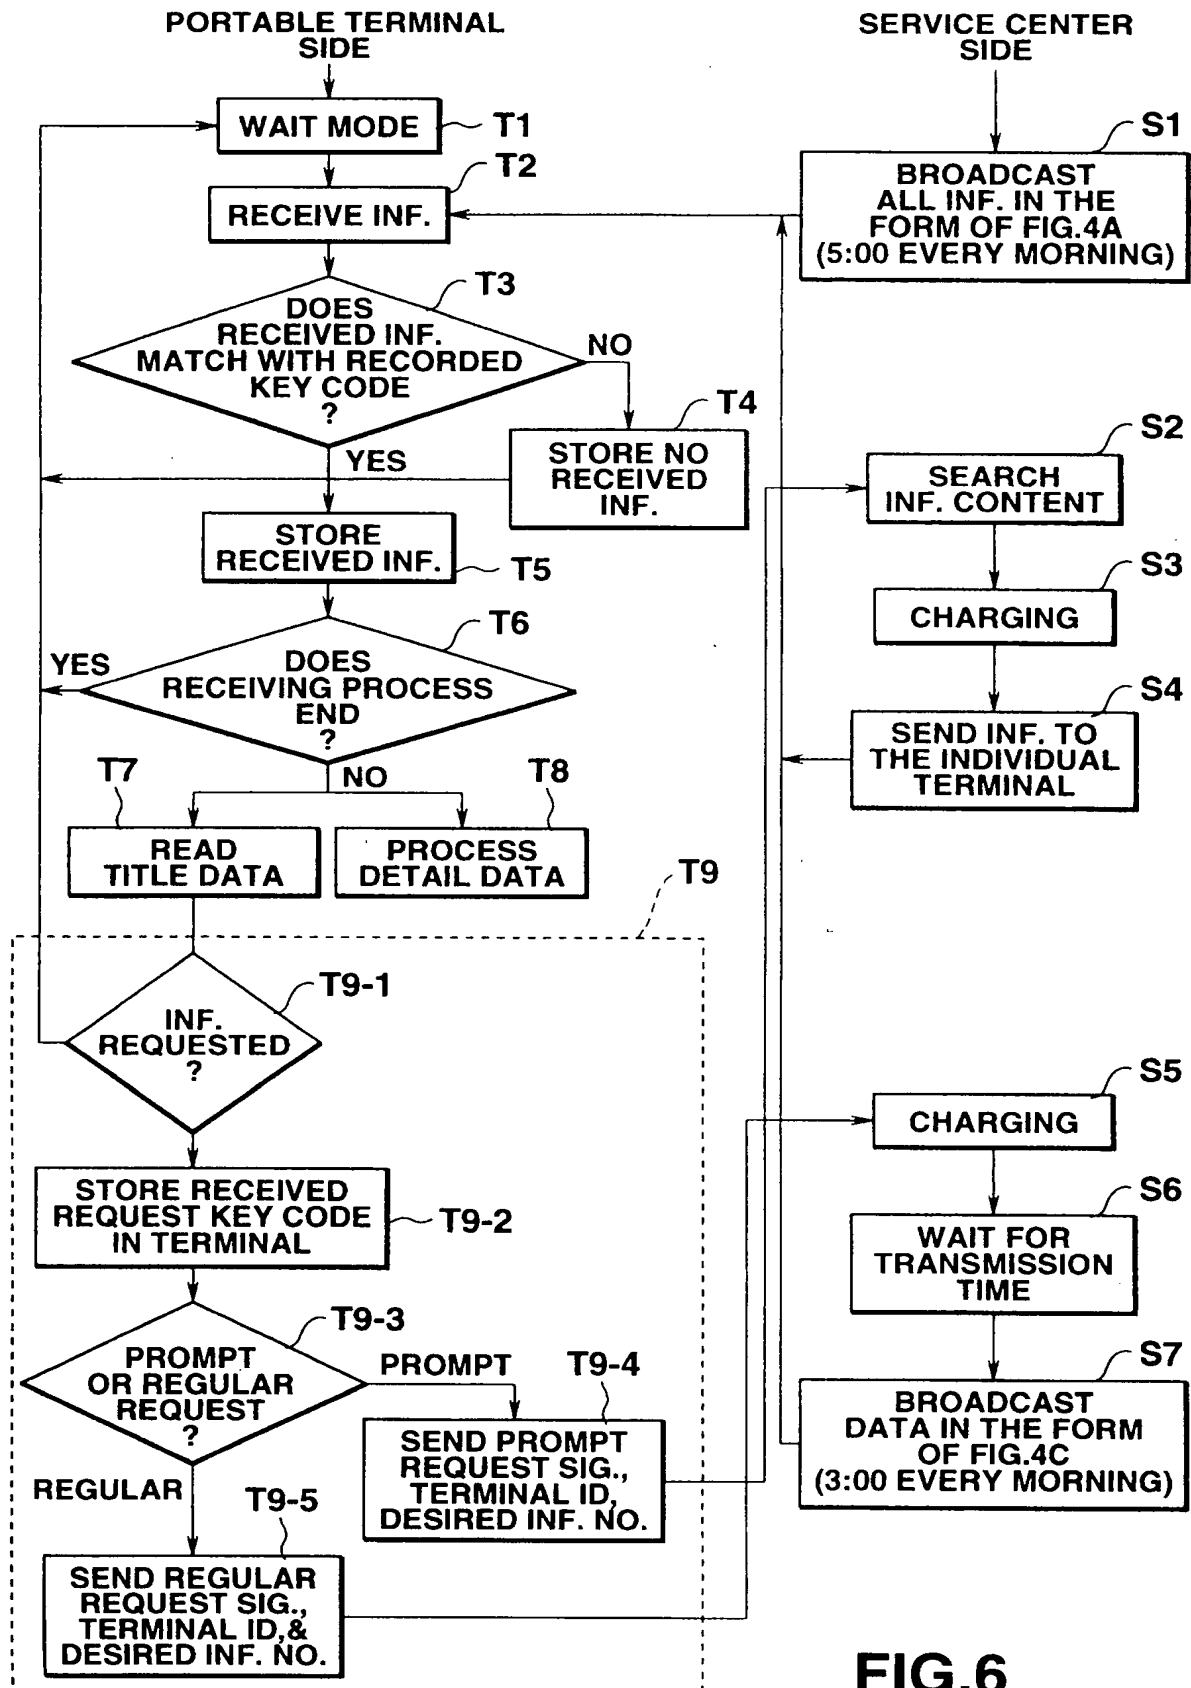 PORTABLE TERMINAL
SIDE
WAIT MODE
T1
T2
RECEIVE INF.
T3
DOES
RECEIVED INF.
MATCH WITH RECORDED
KEY CODE
?
NO
T4
STORE NO
RECEIVED
INF.
YES
STORE
RECEIVED INF.
T5
T6
DOES
RECEIVING PROCESS
END
?
YES
NO
T7
READ
TITLE DATA
T8
PROCESS
DETAIL DATA
T9
T9-1
INF.
REQUESTED
?
STORE RECEIVED
REQUEST KEY CODE
IN TERMINAL
T9-2
T9-3
PROMPT
OR REGULAR
REQUEST
?
PROMPT
T9-4
SEND PROMPT
REQUEST SIG.,
TERMINAL ID,
DESIRED INF. NO.
REGULAR
T9-5
SEND REGULAR
REQUEST SIG.,
TERMINAL ID,&
DESIRED INF. NO.
SERVICE CENTER
SIDE
S1
BROADCAST
ALL INF. IN THE
FORM OF FIG.4A
(5:00 EVERY MORNING)
S2
SEARCH
INF. CONTENT
S3
CHARGING
S4
SEND INF. TO
THE INDIVIDUAL
TERMINAL
S5
CHARGING
S6
WAIT FOR
TRANSMISSION
TIME
S7
BROADCAST
DATA IN THE FORM
OF FIG.4C
(3:00 EVERY MORNING)
FIG.6